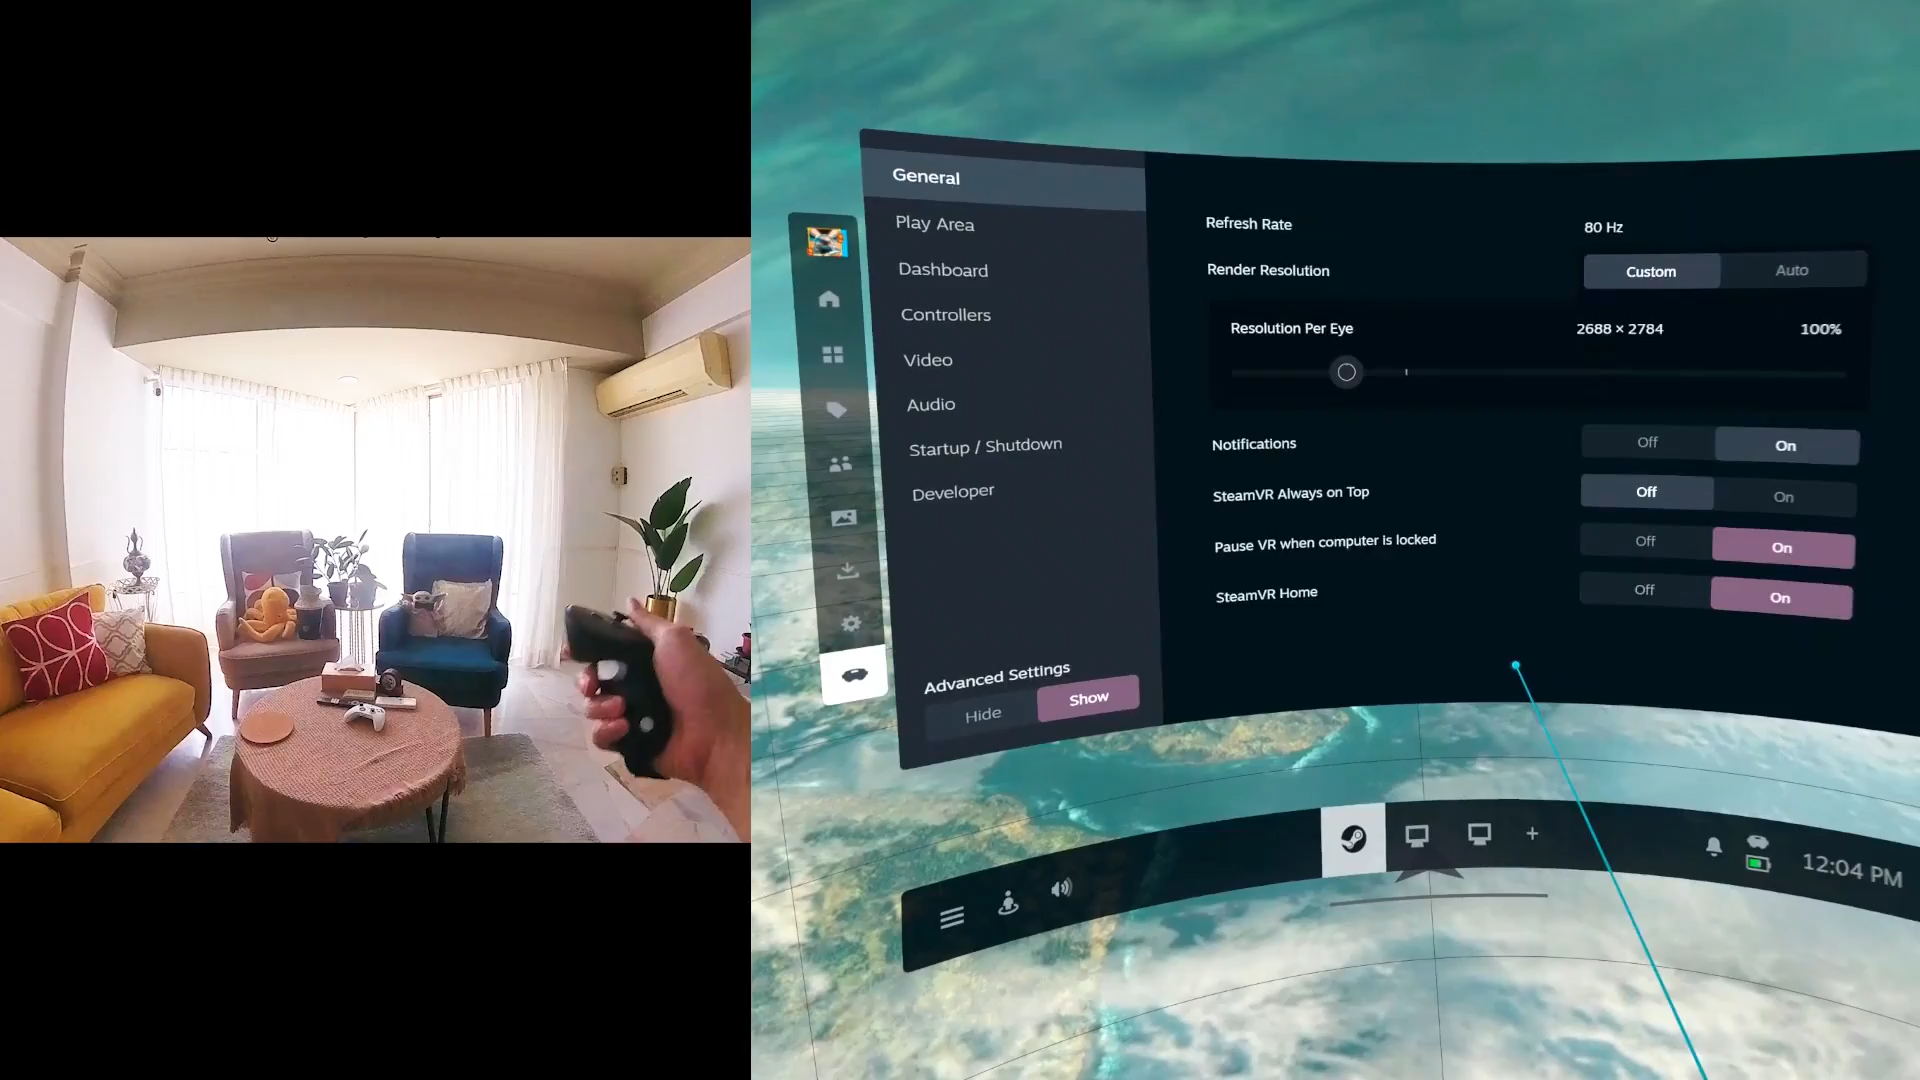 General
Play Area
Dashboard
Controllers
Video
Audio
Startup / Shutdown
Developer
Advanced Settings
Hide Show
Refresh Rate 80 Hz
Render Resolution Custom Auto
Resolution Per Eye 2688 × 2784 100%
Notifications Off On
SteamVR Always on Top Off On
Pause VR when computer is locked Off On
SteamVR Home Off On
12:04 PM